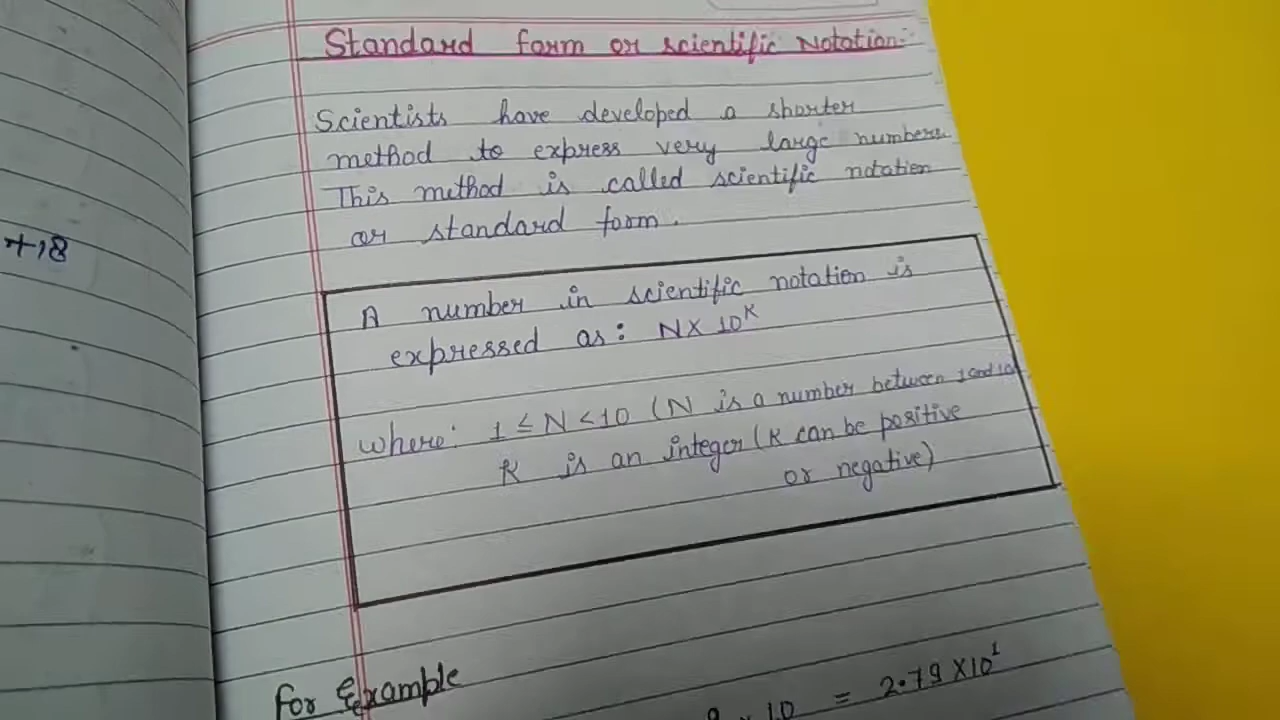 Standard form or scientific Notation:-
Scientists have developed a shorter
method to express very large numbers
This method is called scientific notation
or standard form.
A number in scientific notation is
expressed as: N × 10^K
where: 1 ≤ N < 10 (N is a number between 1 and 10
K is an integer (K can be positive
or negative)
+18
For Example
× 10 = 2.79 × 10^1